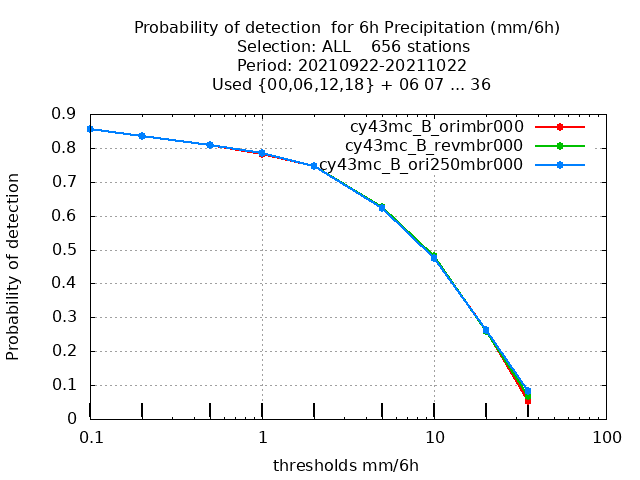 Probability of detection  for 6h Precipitation (mm/6h)
Selection: ALL    656 stations
Period: 20210922-20211022
Used {00,06,12,18} + 06 07 ... 36
cy43mc_B_orimbr000
cy43mc_B_revmbr000
cy43mc_B_ori250mbr000
0.9
0.8
0.7
0.6
0.5
0.4
0.3
0.2
0.1
0
Probability of detection
0.1 1 10 100
thresholds mm/6h